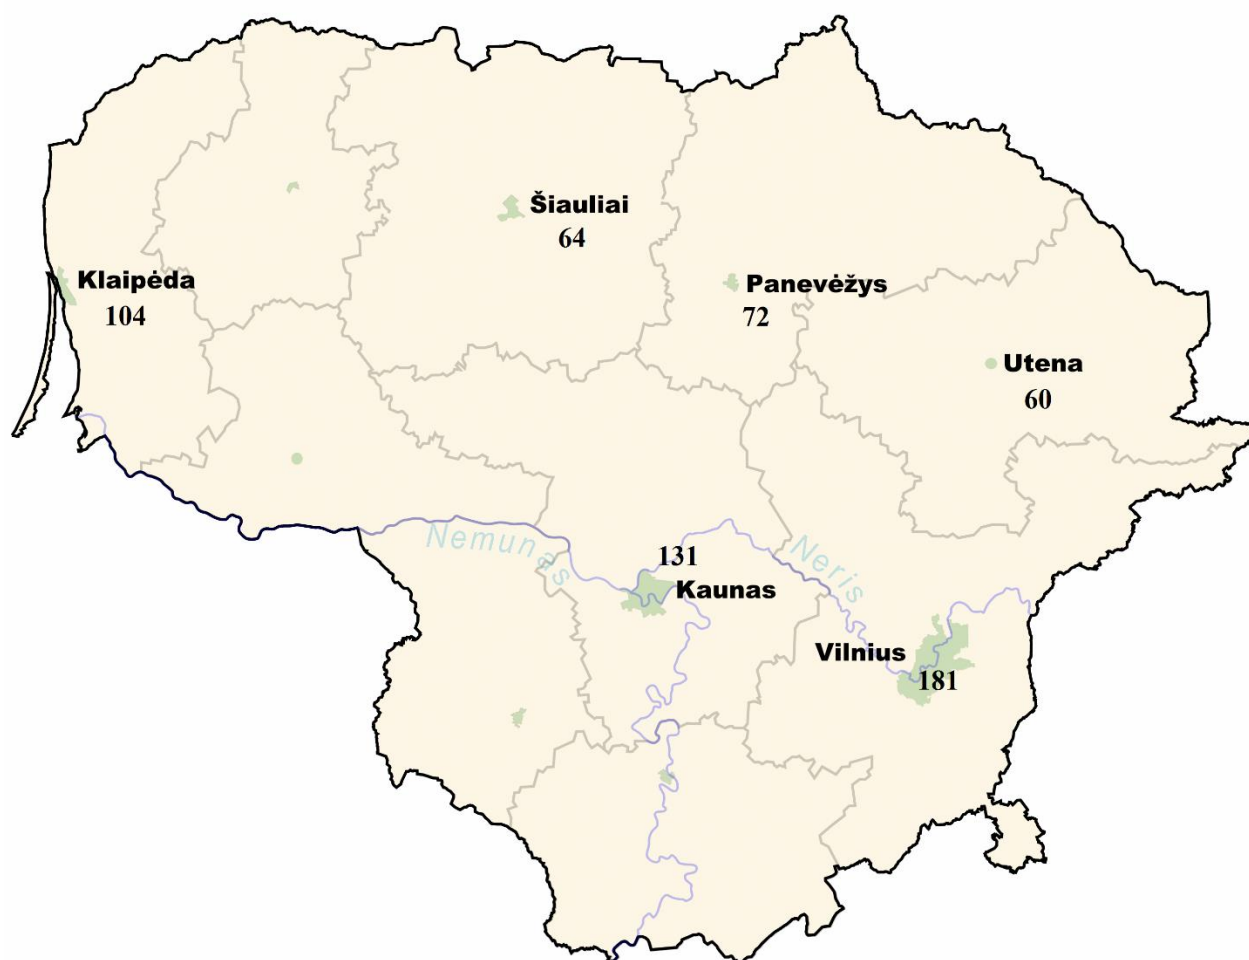 Šiauliai
64
Klaipėda
104
Panevėžys
72
Utena
60
Nemunas
Neris
131
Kaunas
Vilnius
181